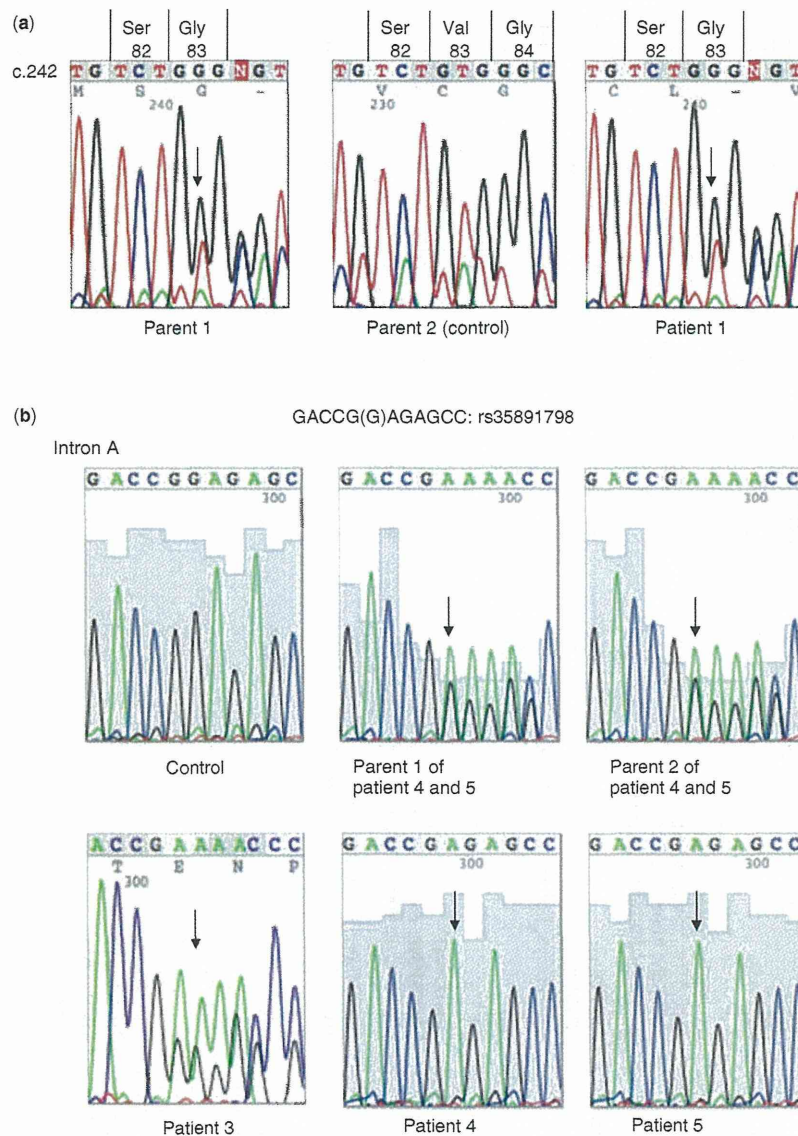 (a)
Ser Gly
82 83
Ser Val Gly
82 83 84
Ser Gly
82 83
c.242
TGTCTGGGNGT
TGTCTGTGGGC
TGTCTGGGNGT
M S G –
V C G
C L – V
240
230
240
Parent 1
Parent 2 (control)
Patient 1
(b)
GACCG(G)AGAGCC: rs35891798
Intron A
GACCGGAGAGC
GACCGAAAACC
GACCGAAAACC
300
300
300
Control
Parent 1 of
patient 4 and 5
Parent 2 of
patient 4 and 5
ACCGAAAACCC
GACCGAGAGCC
GACCGAGAGCC
T E N P
300
300
300
Patient 3
Patient 4
Patient 5